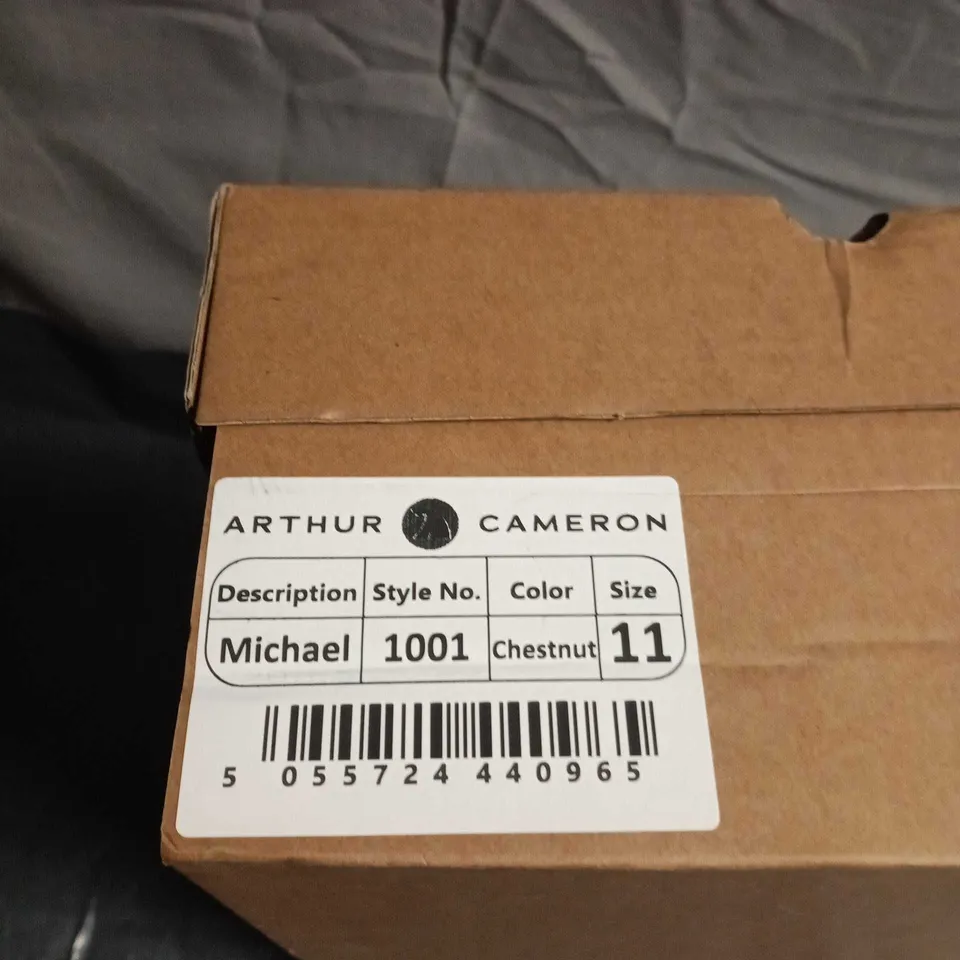 ARTHUR CAMERON
Description Style No. Color Size
Michael 1001 Chestnut 11
5 055724 440965